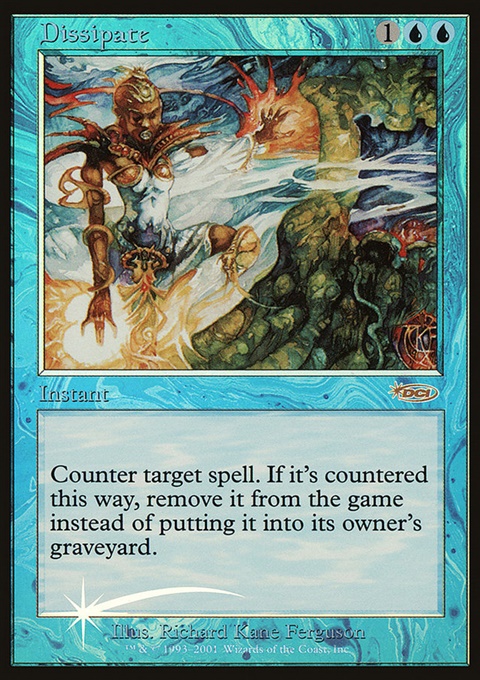 Dissipate 1
Instant
DCI
Counter target spell. If it's countered
this way, remove it from the game
instead of putting it into its owner's
graveyard.
Illus. Richard Kane Ferguson
™ & © 1993-2001 Wizards of the Coast, Inc.